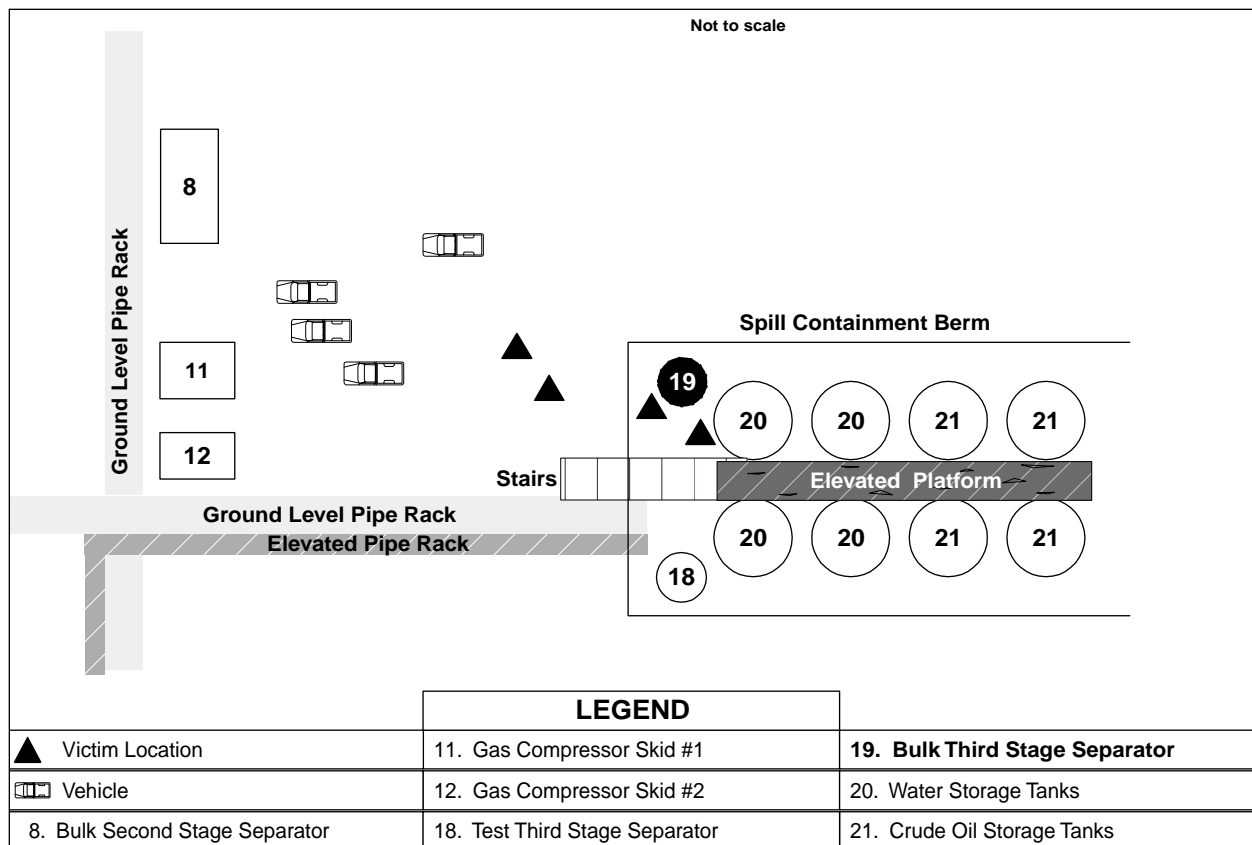 Not to scale
8
Ground Level Pipe Rack
Spill Containment Berm
11
19
20 20 21 21
12
Stairs
Elevated Platform
Ground Level Pipe Rack
Elevated Pipe Rack
20 20 21 21
18
LEGEND
Victim Location
11. Gas Compressor Skid #1
19. Bulk Third Stage Separator
Vehicle
12. Gas Compressor Skid #2
20. Water Storage Tanks
8. Bulk Second Stage Separator
18. Test Third Stage Separator
21. Crude Oil Storage Tanks